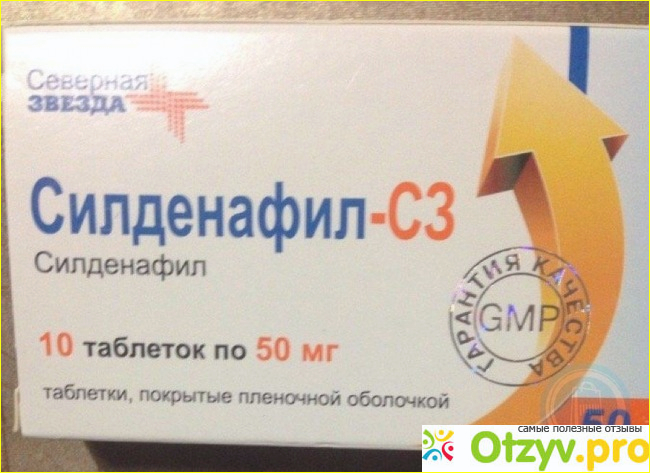 Северная
ЗВЕЗДА
Силденафил-СЗ
Силденафил
10 таблеток по 50 мг
таблетки, покрытые пленочной оболочкой
ГАРАНТИЯ КАЧЕСТВА
GMP
50
самые полезные отзывы
Otzyv.pro